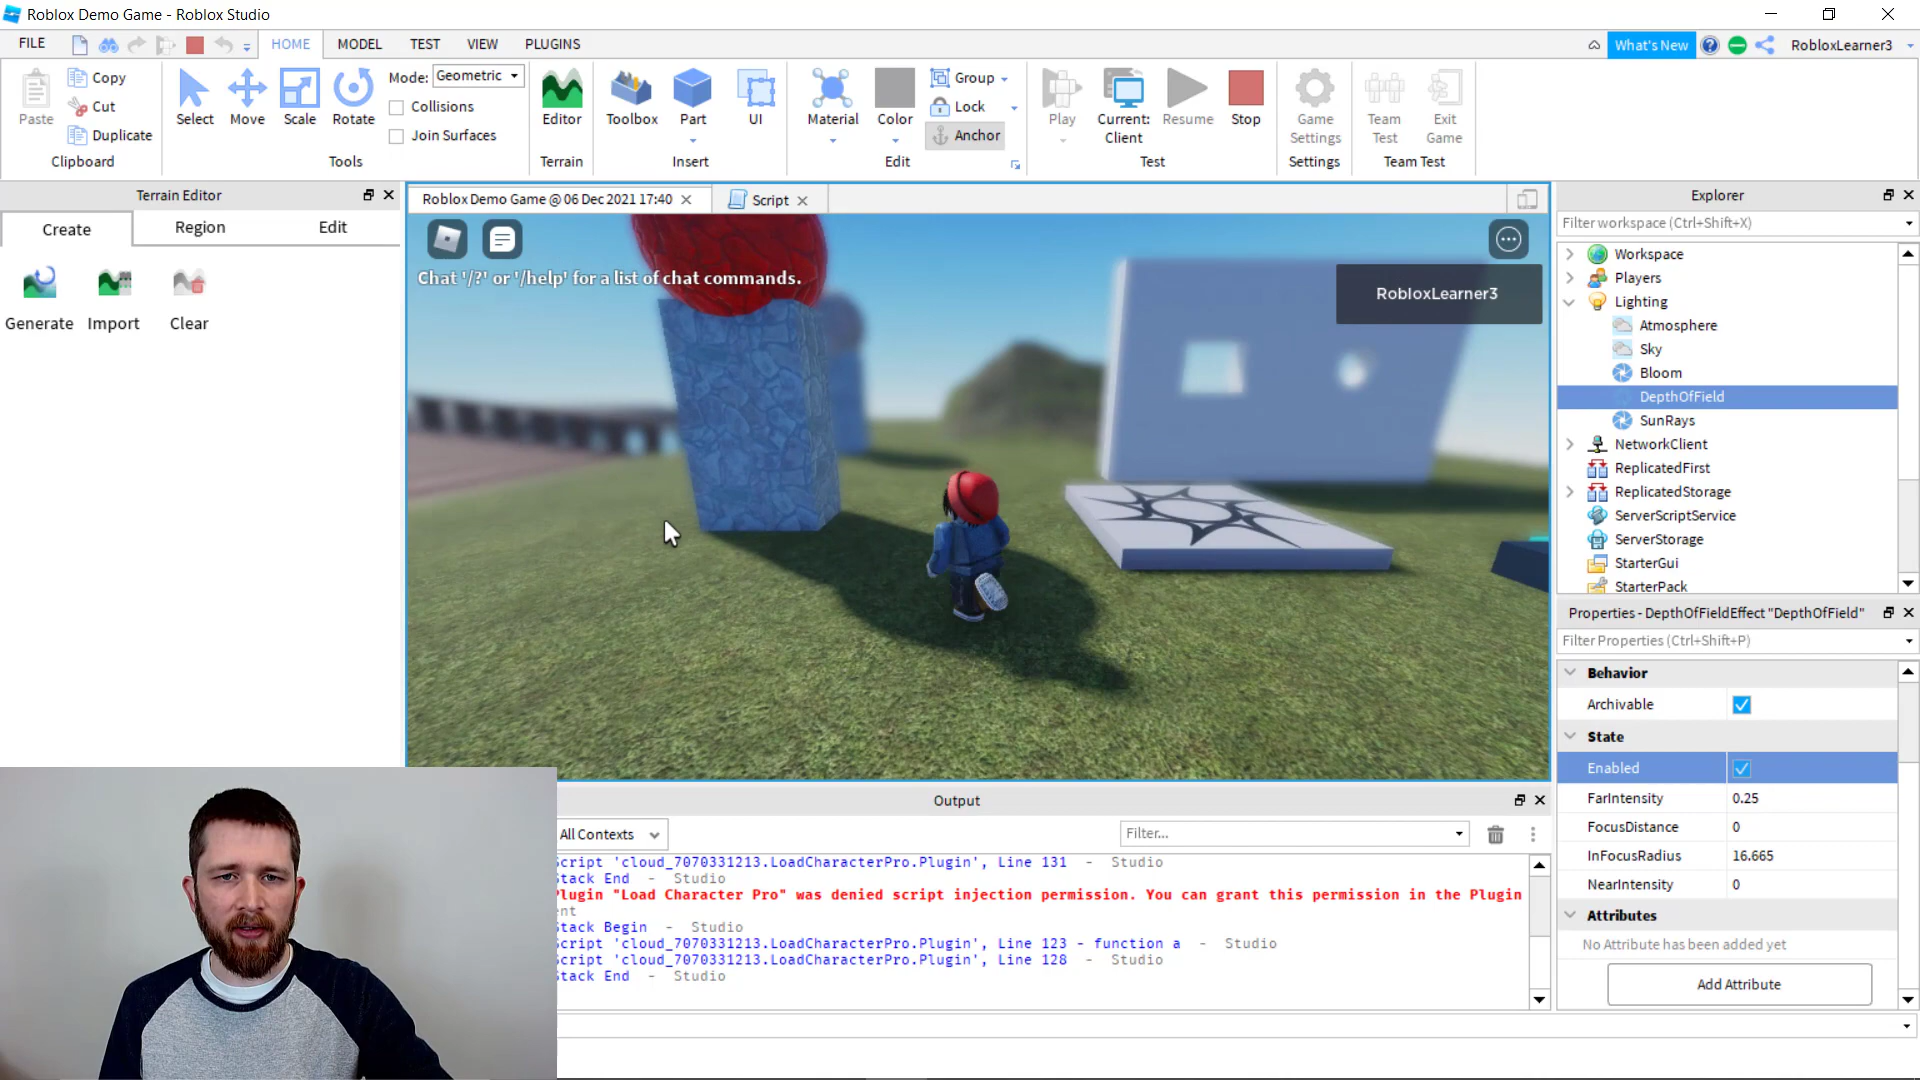 Roblox Demo Game - Roblox Studio
FILE HOME MODEL TEST VIEW PLUGINS What's New RobloxLearner3
Paste Copy Cut Duplicate Clipboard
Select Move Scale Rotate Mode: Geometric Collisions Join Surfaces Tools
Editor Terrain
Toolbox Part UI Insert
Material Color Group Lock Anchor Edit
Play Current: Client Resume Stop Test
Game Settings Settings
Team Test Exit Game Team Test
Terrain Editor
Create Region Edit
Generate Import Clear
Roblox Demo Game @ 06 Dec 2021 17:40 Script
Chat '/?' or '/help' for a list of chat commands.
RobloxLearner3
Explorer
Filter workspace (Ctrl+Shift+X)
Workspace
Players
Lighting
Atmosphere
Sky
Bloom
DepthOfField
SunRays
NetworkClient
ReplicatedFirst
ReplicatedStorage
ServerScriptService
ServerStorage
StarterGui
StarterPack
Properties - DepthOfFieldEffect "DepthOfField"
Filter Properties (Ctrl+Shift+P)
Behavior
Archivable
State
Enabled
FarIntensity 0.25
FocusDistance 0
InFocusRadius 16.665
NearIntensity 0
Attributes
No Attribute has been added yet
Add Attribute
Output
All Contexts Filter...
cript 'cloud_7070331213.LoadCharacterPro.Plugin', Line 131 - Studio
tack End - Studio
lugin "Load Character Pro" was denied script injection permission. You can grant this permission in the Plugin
nt
tack Begin - Studio
cript 'cloud_7070331213.LoadCharacterPro.Plugin', Line 123 - function a - Studio
cript 'cloud_7070331213.LoadCharacterPro.Plugin', Line 128 - Studio
tack End - Studio